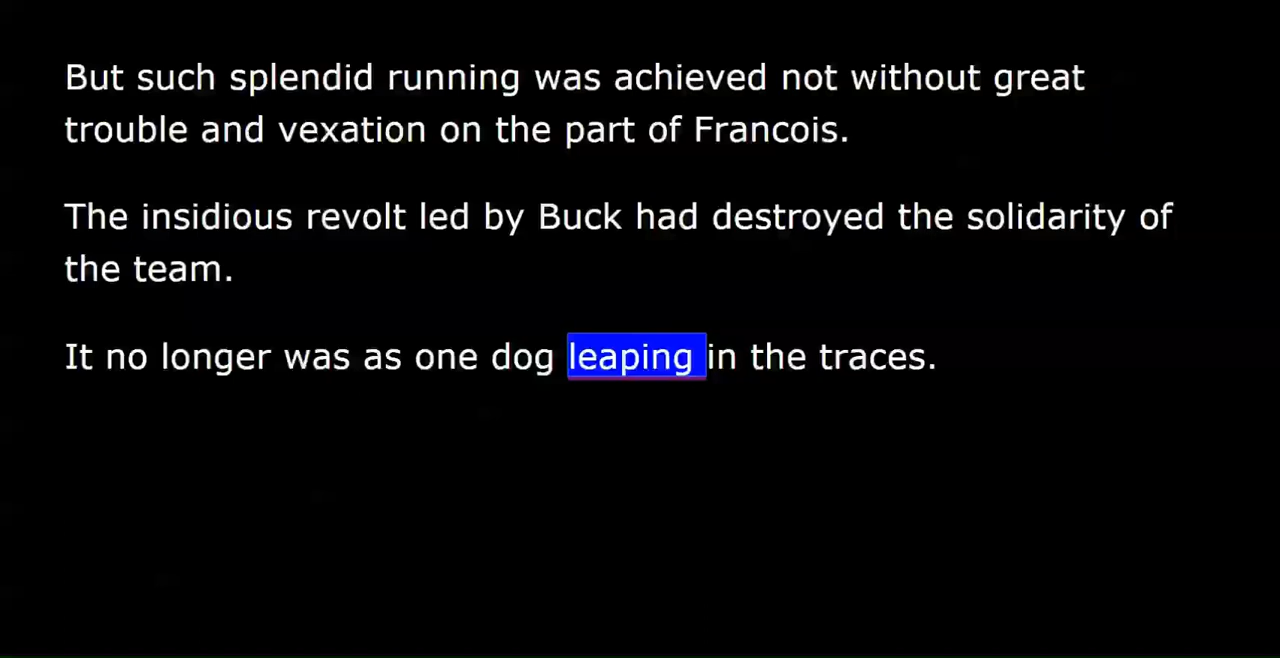 But such splendid running was achieved not without great
trouble and vexation on the part of Francois.
The insidious revolt led by Buck had destroyed the solidarity of
the team.
It no longer was as one dog leaping in the traces.